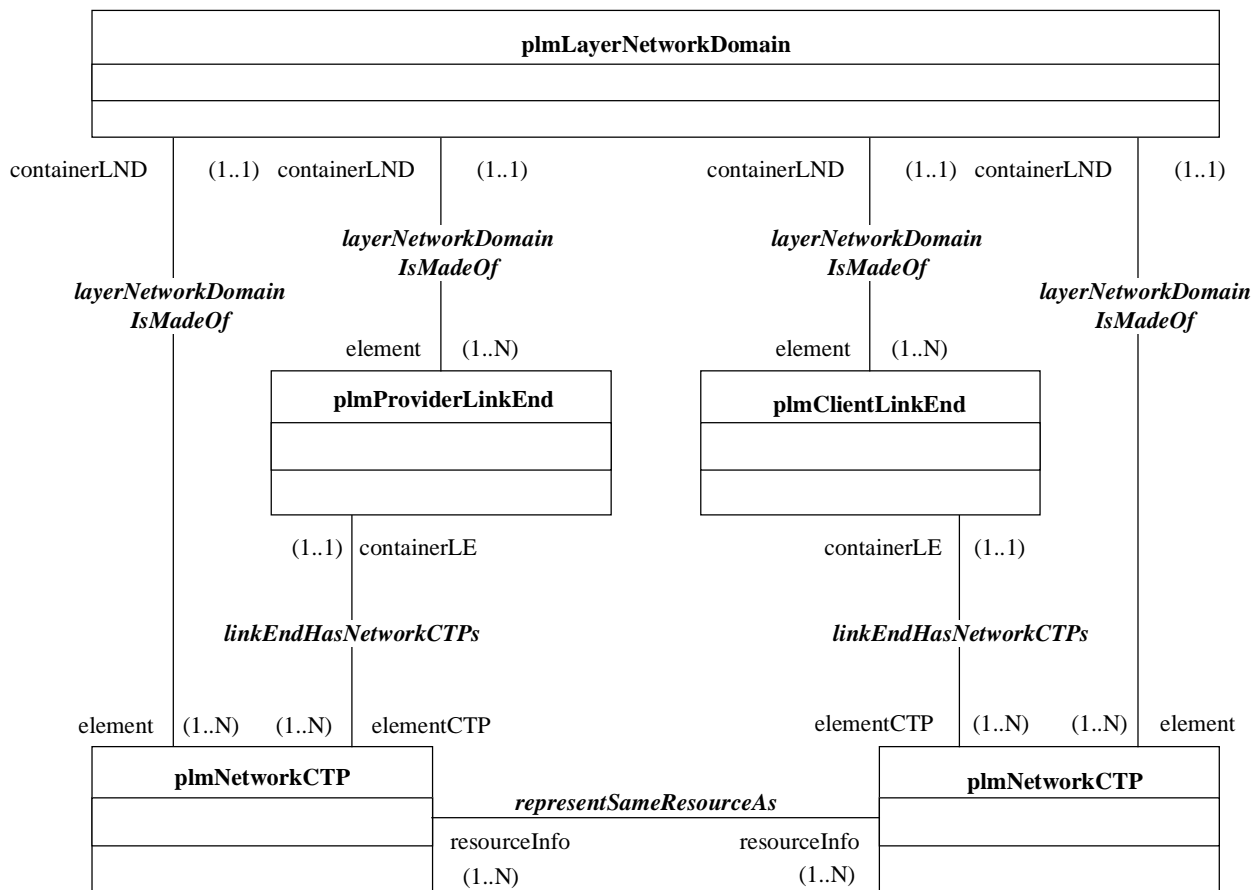 plmLayerNetworkDomain
containerLND (1..1) containerLND (1..1) containerLND (1..1) containerLND (1..1)
layerNetworkDomain
IsMadeOf
layerNetworkDomain
IsMadeOf
layerNetworkDomain
IsMadeOf
layerNetworkDomain
IsMadeOf
element (1..N) element (1..N)
plmProviderLinkEnd
plmClientLinkEnd
(1..1) containerLE containerLE (1..1)
linkEndHasNetworkCTPs linkEndHasNetworkCTPs
element (1..N) (1..N) elementCTP elementCTP (1..N) (1..N) element
plmNetworkCTP plmNetworkCTP
representSameResourceAs
resourceInfo resourceInfo
(1..N) (1..N)